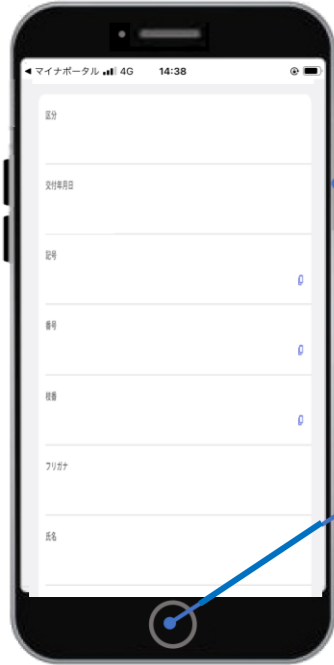 ◀ マイナポータル 4G 14:38
区分
交付年月日
記号
番号
枝番
フリガナ
氏名